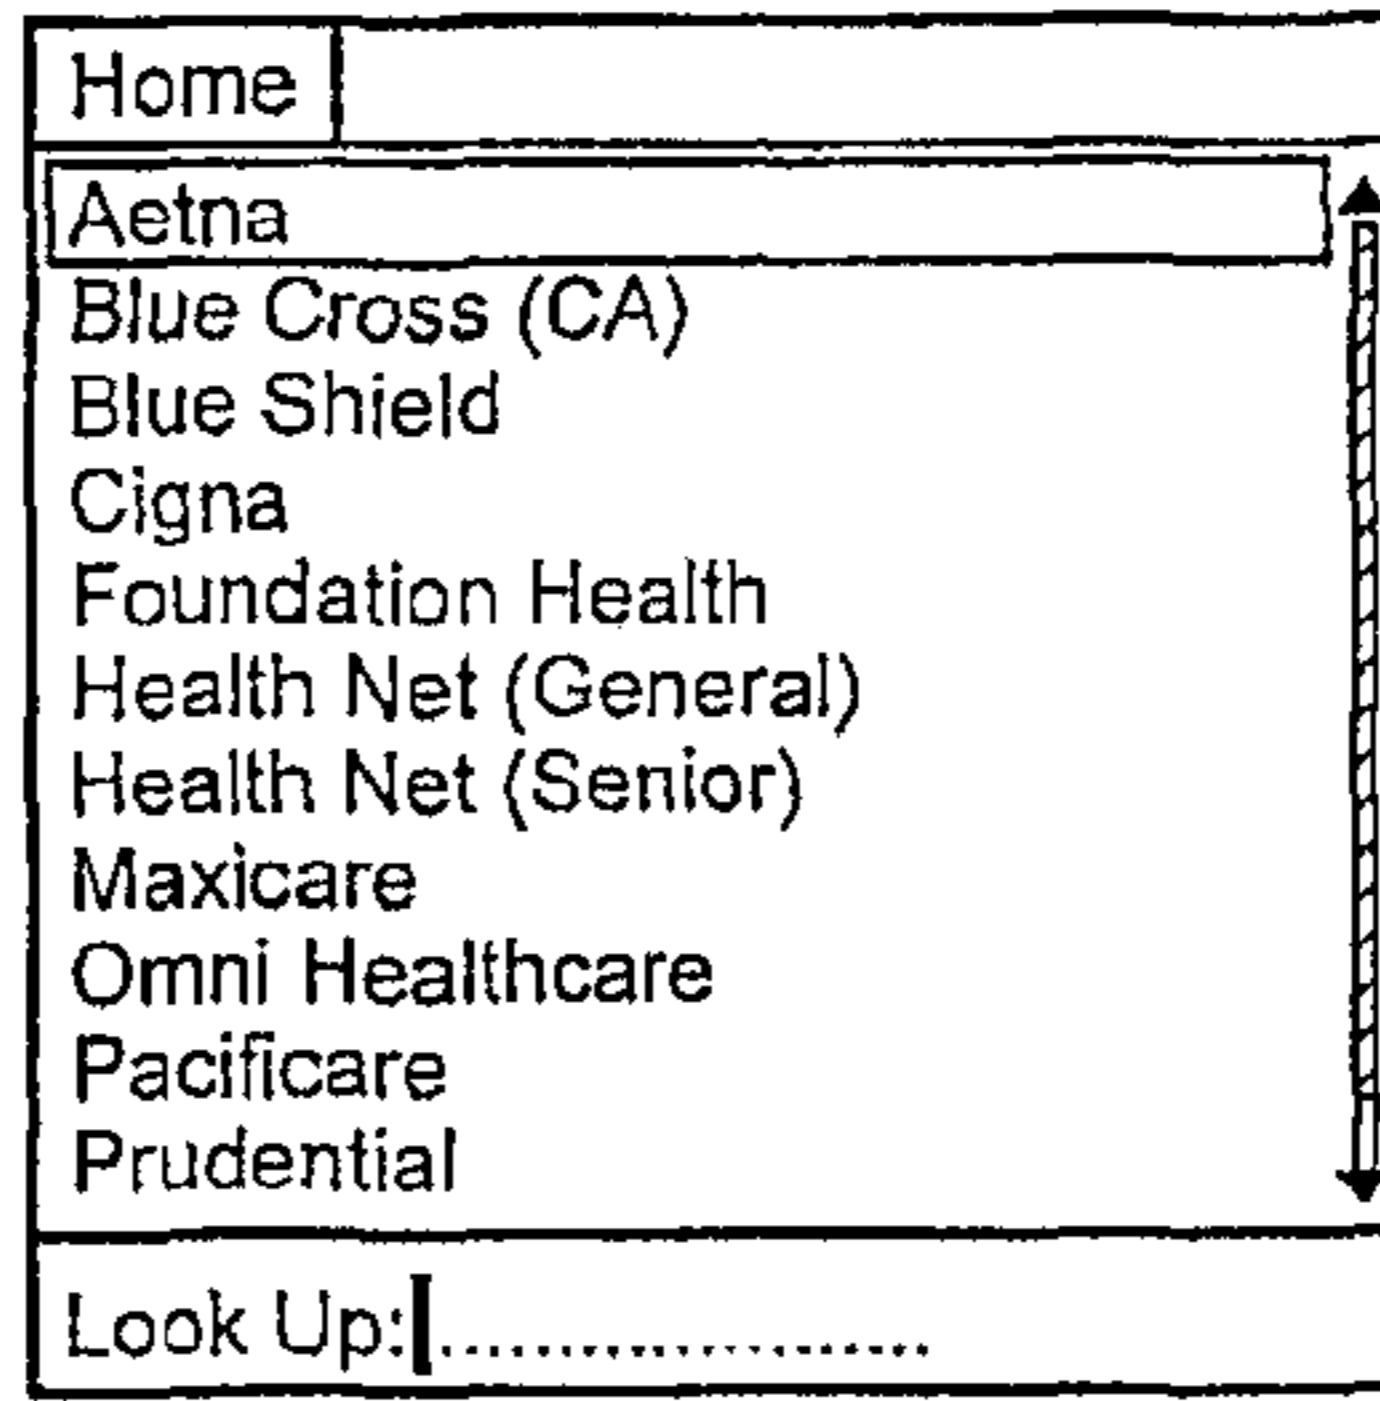 Home
Aetna
Blue Cross (CA)
Blue Shield
Cigna
Foundation Health
Health Net (General)
Health Net (Senior)
Maxicare
Omni Healthcare
Pacificare
Prudential
Look Up:......................